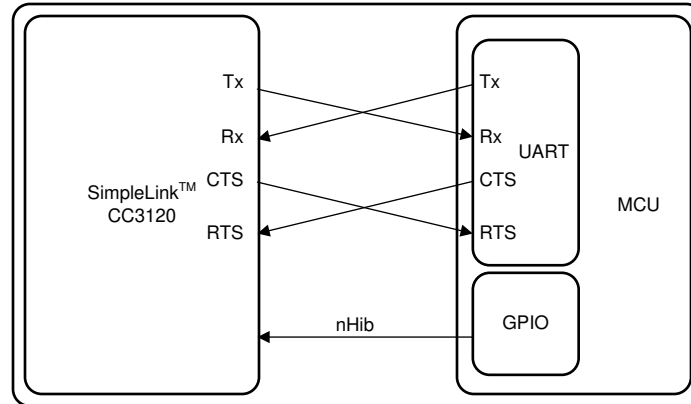 Tx
Rx
CTS
RTS
SimpleLink™
CC3120
Tx
Rx
CTS
RTS
UART
MCU
nHib
GPIO